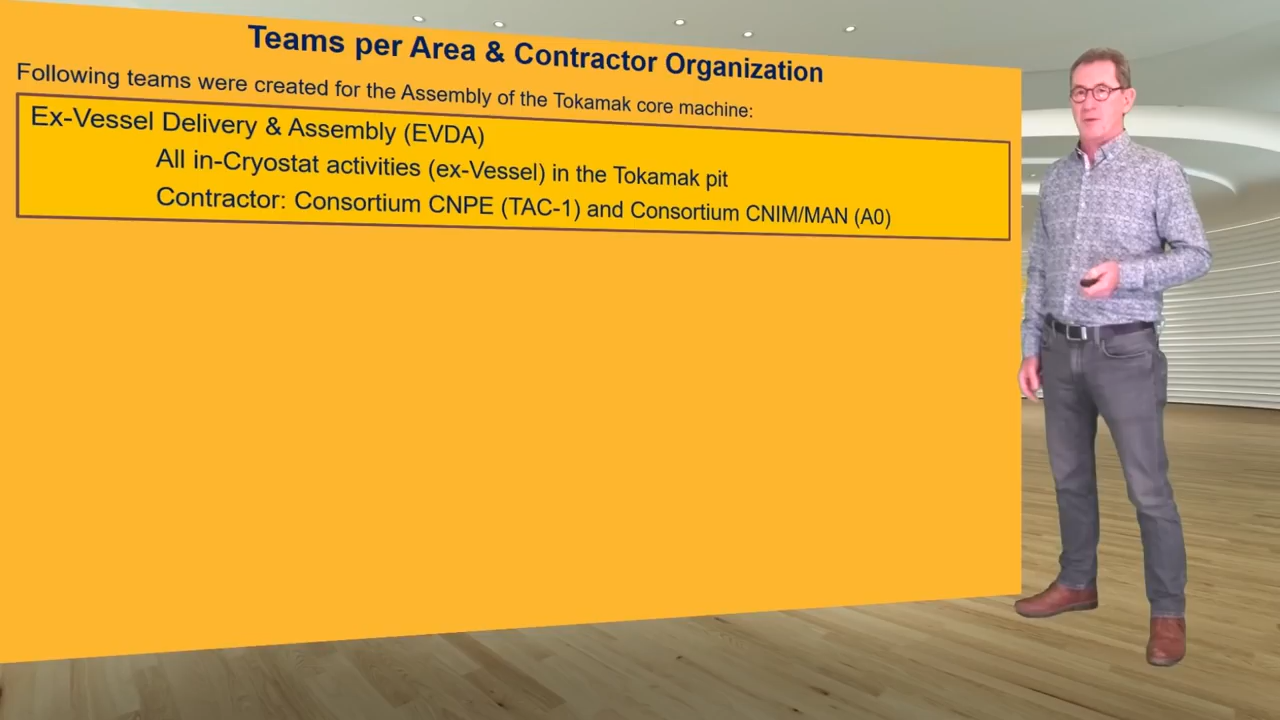 Teams per Area & Contractor Organization
Following teams were created for the Assembly of the Tokamak core machine:
Ex-Vessel Delivery & Assembly (EVDA)
All in-Cryostat activities (ex-Vessel) in the Tokamak pit
Contractor: Consortium CNPE (TAC-1) and Consortium CNIM/MAN (A0)